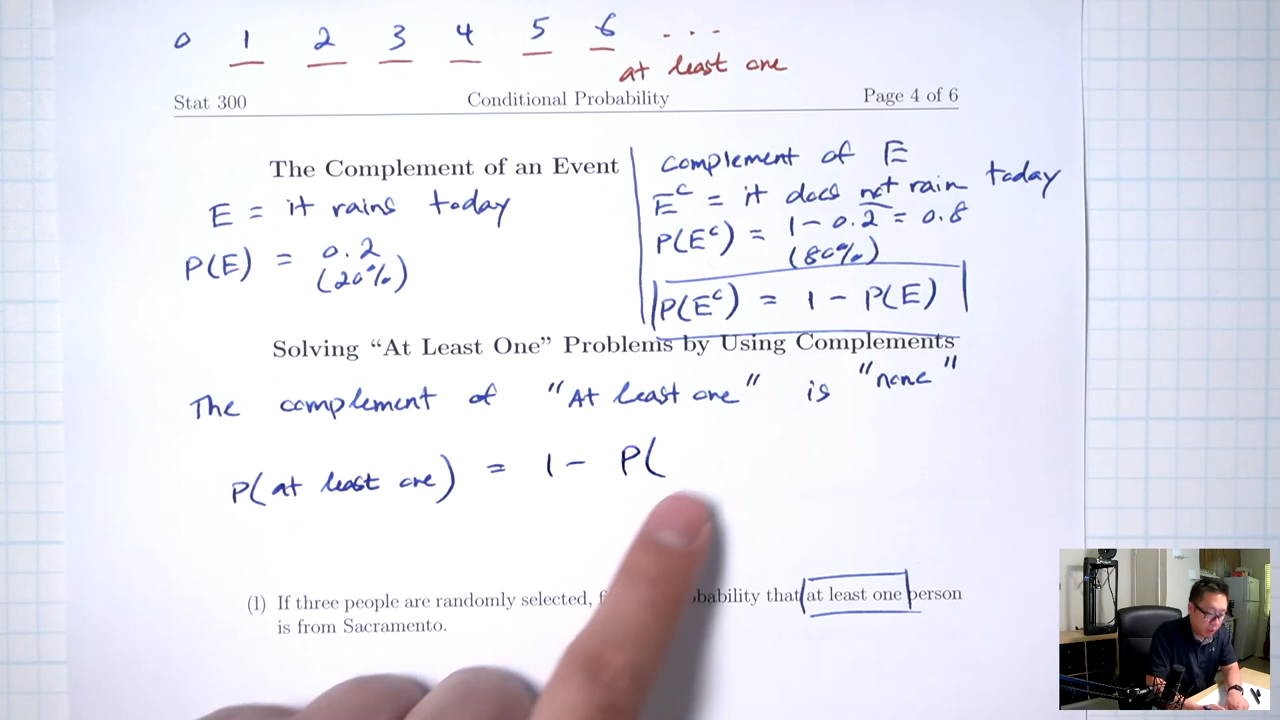 0 1 2 3 4 5 6 ...
at least one
Stat 300 Conditional Probability Page 4 of 6
The Complement of an Event
E = it rains today
P(E) = 0.2
(20%)
complement of E
E^c = it does not rain today
P(E^c) = 1 - 0.2 = 0.8
(80%)
P(E^c) = 1 - P(E)
Solving “At Least One” Problems by Using Complements
The complement of "At least one" is "none"
P(at least one) = 1 - P(
(l) If three people are randomly selected, that at least one person
is from Sacramento.